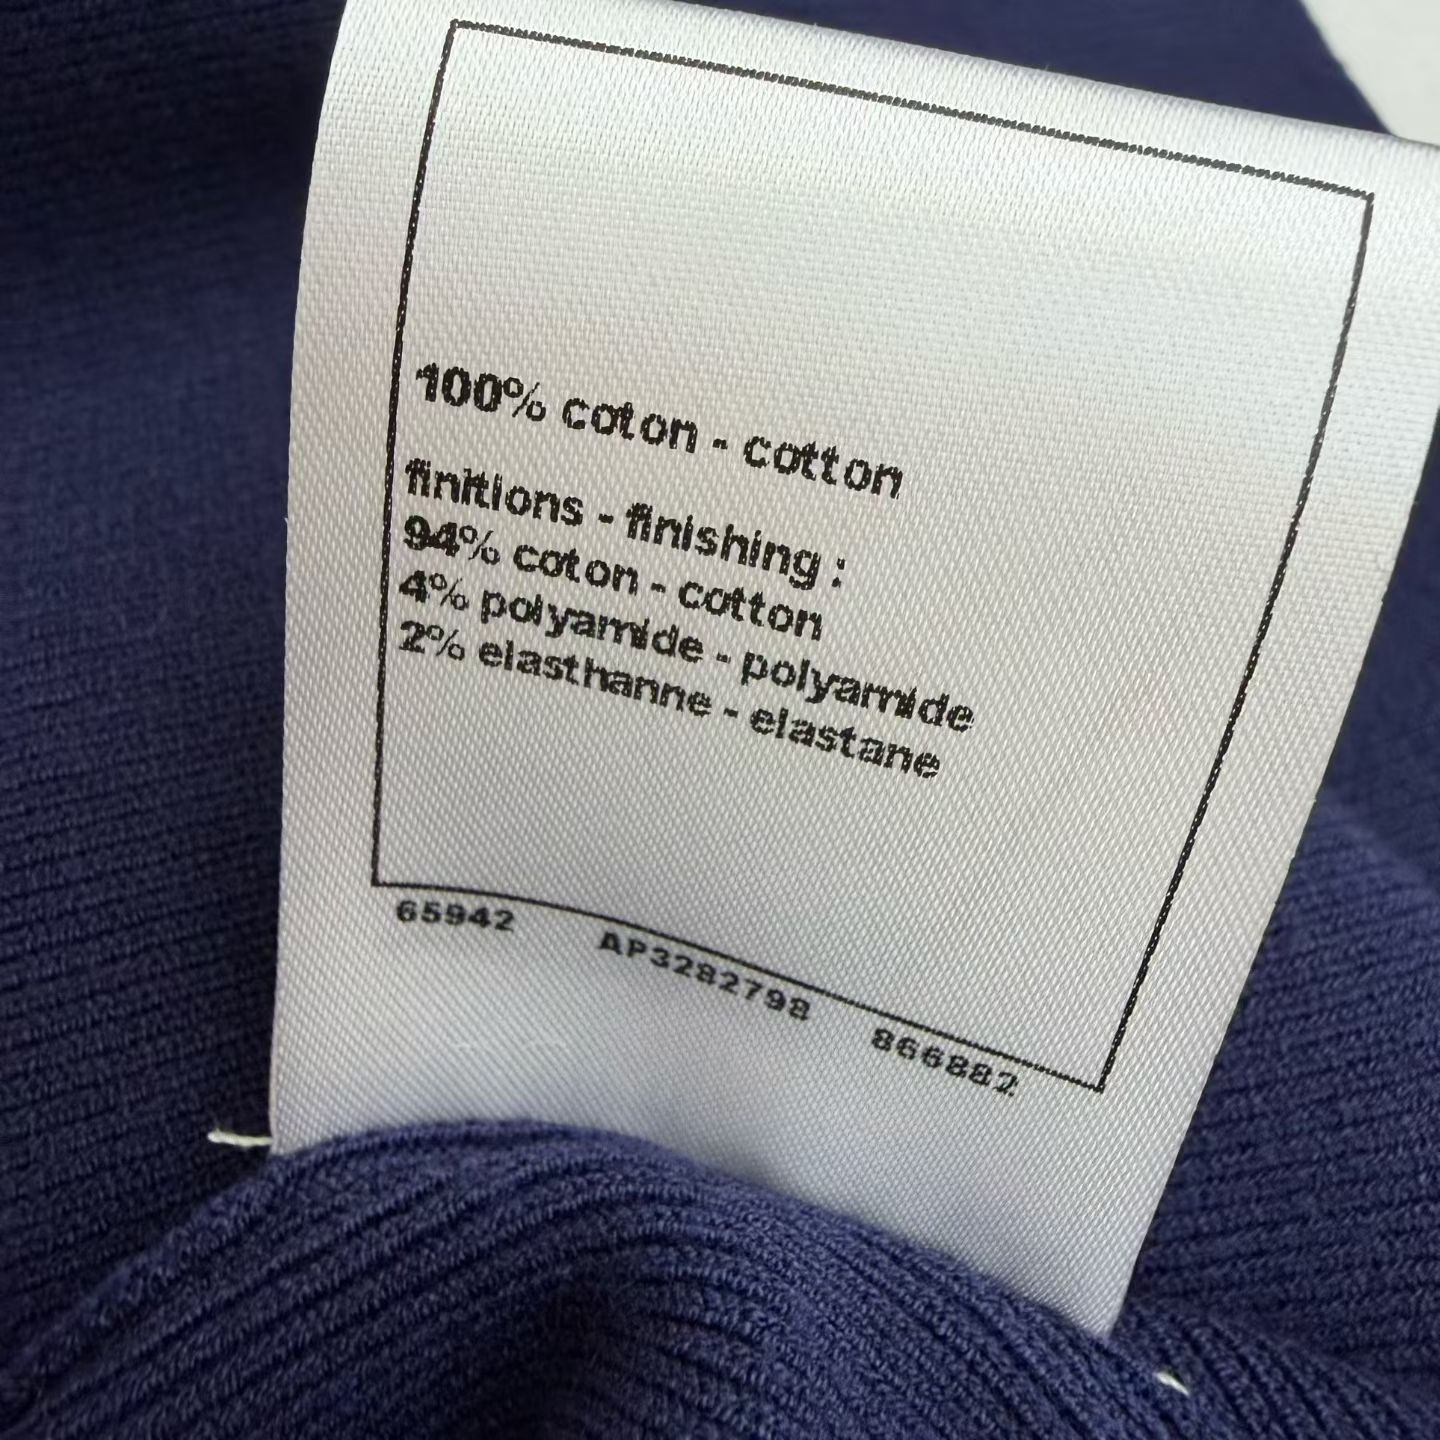 100% coton - cotton
finitions - finishing :
94% coton - cotton
4% polyamide - polyamide
2% elasthanne - elastane
65942 AP3282798 866882